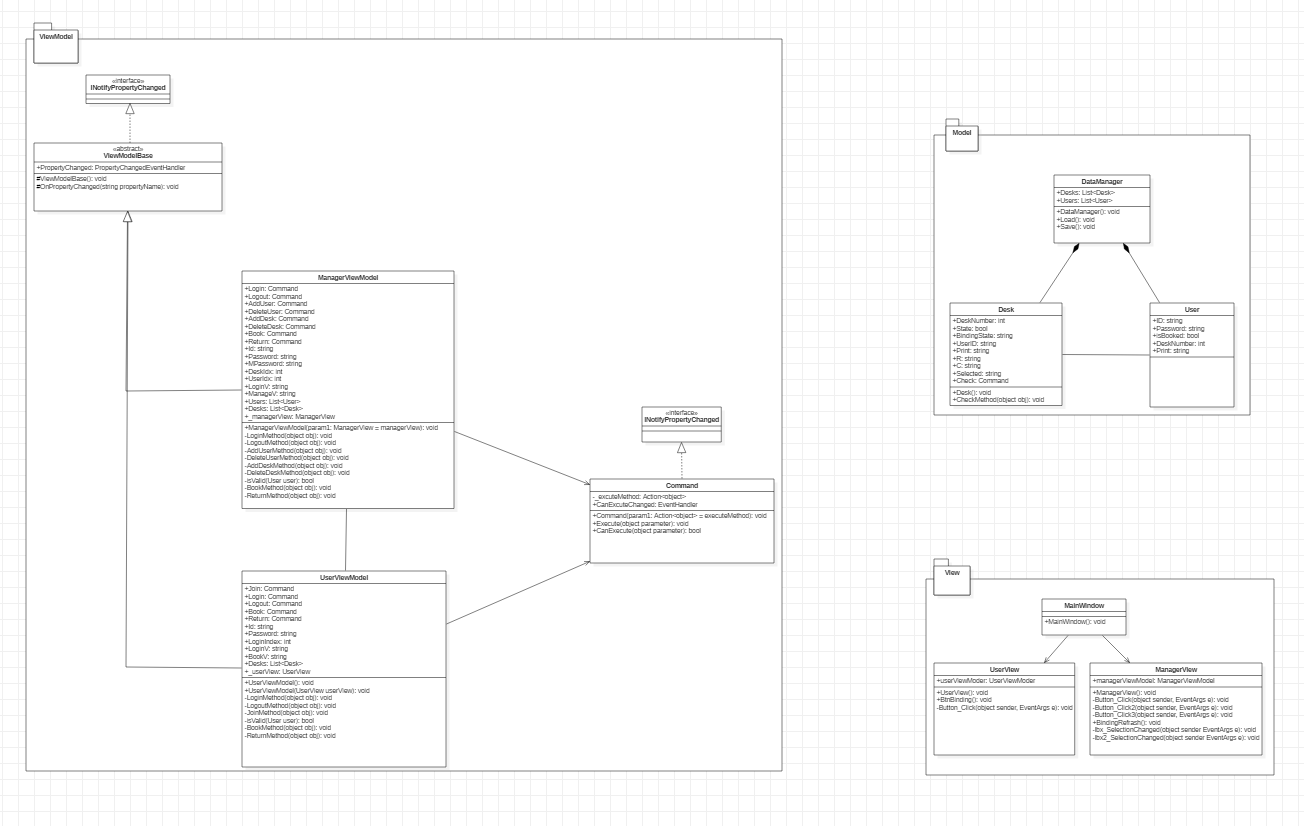 ViewModel
«interface»
INotifyPropertyChanged
«abstract»
ViewModelBase
+PropertyChanged: PropertyChangedEventHandler
#ViewModelBase(): void
#OnPropertyChanged(string propertyName): void
ManagerViewModel
+Login: Command
+Logout: Command
+AddUser: Command
+DeleteUser: Command
+AddDesk: Command
+DeleteDesk: Command
+Book: Command
+Return: Command
+Id: string
+Password: string
+MPassword: string
+DeskIdx: int
+UserIdx: int
+LoginV: string
+ManageV: string
+Users: List<User>
+Desks: List<Desk>
+_managerView: ManagerView
+ManagerViewModel(param1: ManagerView = managerView): void
-LoginMethod(object obj): void
-LogoutMethod(object obj): void
-AddUserMethod(object obj): void
-DeleteUserMethod(object obj): void
-AddDeskMethod(object obj): void
-DeleteDeskMethod(object obj): void
-isValid(User user): bool
-BookMethod(object obj): void
-ReturnMethod(object obj): void
«interface»
INotifyPropertyChanged
Command
-_excuteMethod: Action<object>
+CanExcuteChanged: EventHandler
+Command(param1: Action<object> = executeMethod): void
+Execute(object parameter): void
+CanExecute(object parameter): bool
UserViewModel
+Join: Command
+Login: Command
+Logout: Command
+Book: Command
+Return: Command
+Id: string
+Password: string
+LoginIndex: int
+LoginV: string
+BookV: string
+Desks: List<Desk>
+_userView: UserView
+UserViewModel(): void
+UserViewModel(UserView userView): void
-LoginMethod(object obj): void
-LogoutMethod(object obj): void
-JoinMethod(object obj): void
-isValid(User user): bool
-BookMethod(object obj): void
-ReturnMethod(object obj): void
Model
DataManager
+Desks: List<Desk>
+Users: List<User>
+DataManager(): void
+Load(): void
+Save(): void
Desk
+DeskNumber: int
+State: bool
+BindingState: string
+UserID: string
+Print: string
+R: string
+C: string
+Selected: string
+Check: Command
+Desk(): void
+CheckMethod(object obj): void
User
+ID: string
+Password: string
+isBooked: bool
+DeskNumber: int
+Print: string
View
MainWindow
+MainWindow(): void
UserView
+userViewModer: UserViewModer
+UserView(): void
+BtnBinding(): void
-Button_Click(object sender, EventArgs e): void
ManagerView
+managerViewModel: ManagerViewModel
+ManagerView(): void
-Button_Click(object sender, EventArgs e): void
-Button_Click2(object sender, EventArgs e): void
-Button_Click3(object sender, EventArgs e): void
+BindingRefrash(): void
-lbx_SelectionChanged(object sender EventArgs e): void
-lbx2_SelectionChanged(object sender EventArgs e): void